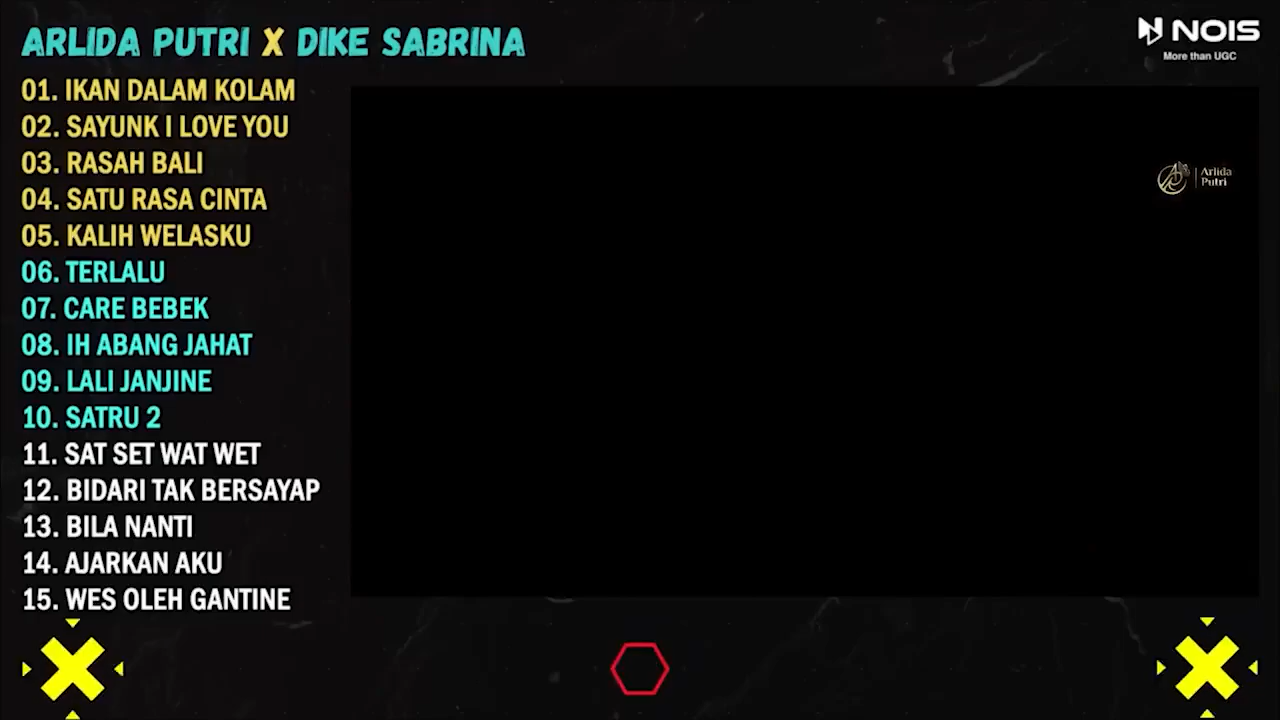 ARLIDA PUTRI X DIKE SABRINA
NOIS
More than UGC
01. IKAN DALAM KOLAM
02. SAYUNK I LOVE YOU
03. RASAH BALI
04. SATU RASA CINTA
05. KALIH WELASKU
06. TERLALU
07. CARE BEBEK
08. IH ABANG JAHAT
09. LALI JANJINE
10. SATRU 2
11. SAT SET WAT WET
12. BIDARI TAK BERSAYAP
13. BILA NANTI
14. AJARKAN AKU
15. WES OLEH GANTINE
Arlida
Putri